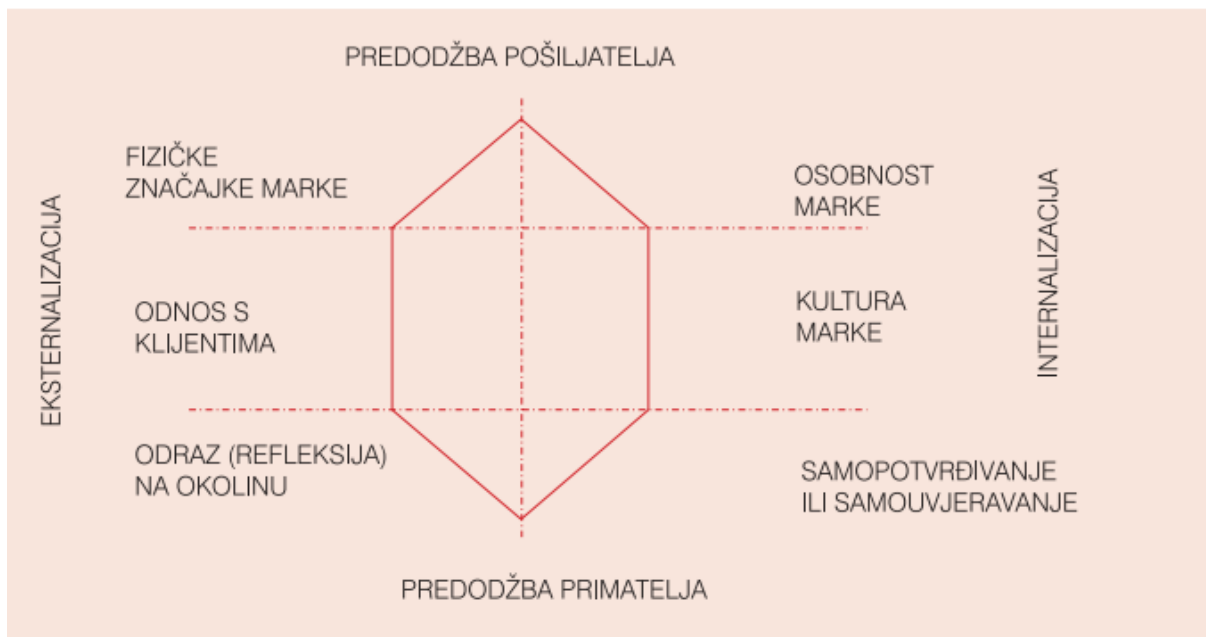 PREDODŽBA POŠILJATELJA
FIZIČKE
ZNAČAJKE MARKE
OSOBNOST
MARKE
EKSTERNALIZACIJA
INTERNALIZACIJA
ODNOS S
KLIJENTIMA
KULTURA
MARKE
ODRAZ (REFLEKSIJA)
NA OKOLINU
SAMOPOTVRĐIVANJE
ILI SAMOUVJERAVANJE
PREDODŽBA PRIMATELJA